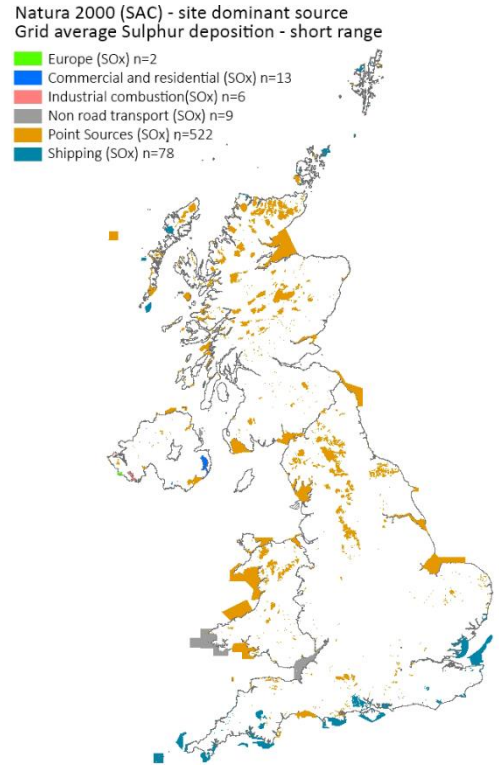 Natura 2000 (SAC) - site dominant source
Grid average Sulphur deposition - short range
Europe (SOx) n=2
Commercial and residential (SOx) n=13
Industrial combustion(SOx) n=6
Non road transport (SOx) n=9
Point Sources (SOx) n=522
Shipping (SOx) n=78